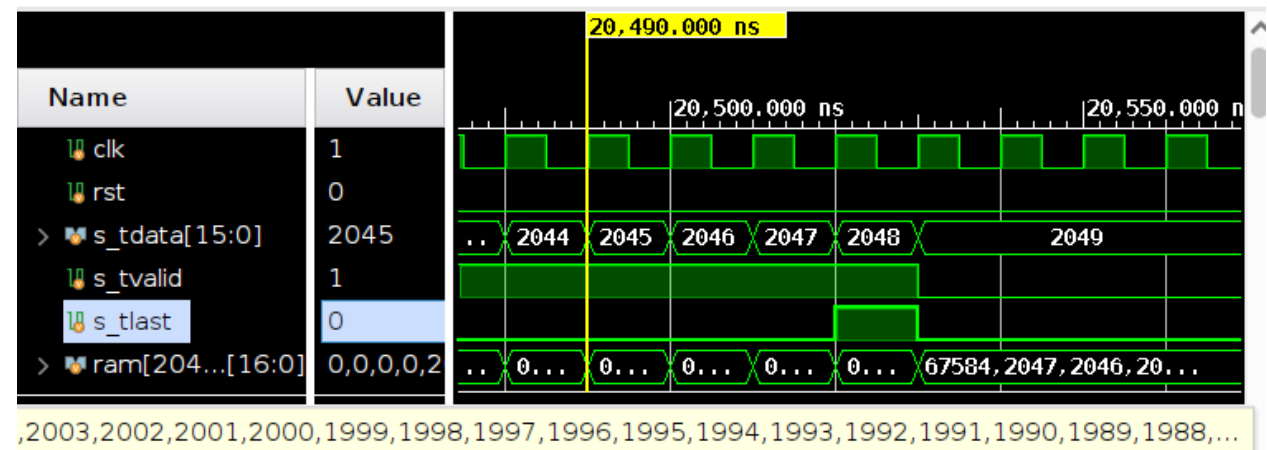 20,490.000 ns
Name Value 20,500.000 ns 20,550.000 n
clk 1
rst 0
s_tdata[15:0] 2045 .. 2044 2045 2046 2047 2048 2049
s_tvalid 1
s_tlast 0
ram[204...[16:0] 0,0,0,0,2 .. 0... 0... 0... 0... 0... 67584,2047,2046,20...
,2003,2002,2001,2000,1999,1998,1997,1996,1995,1994,1993,1992,1991,1990,1989,1988,...